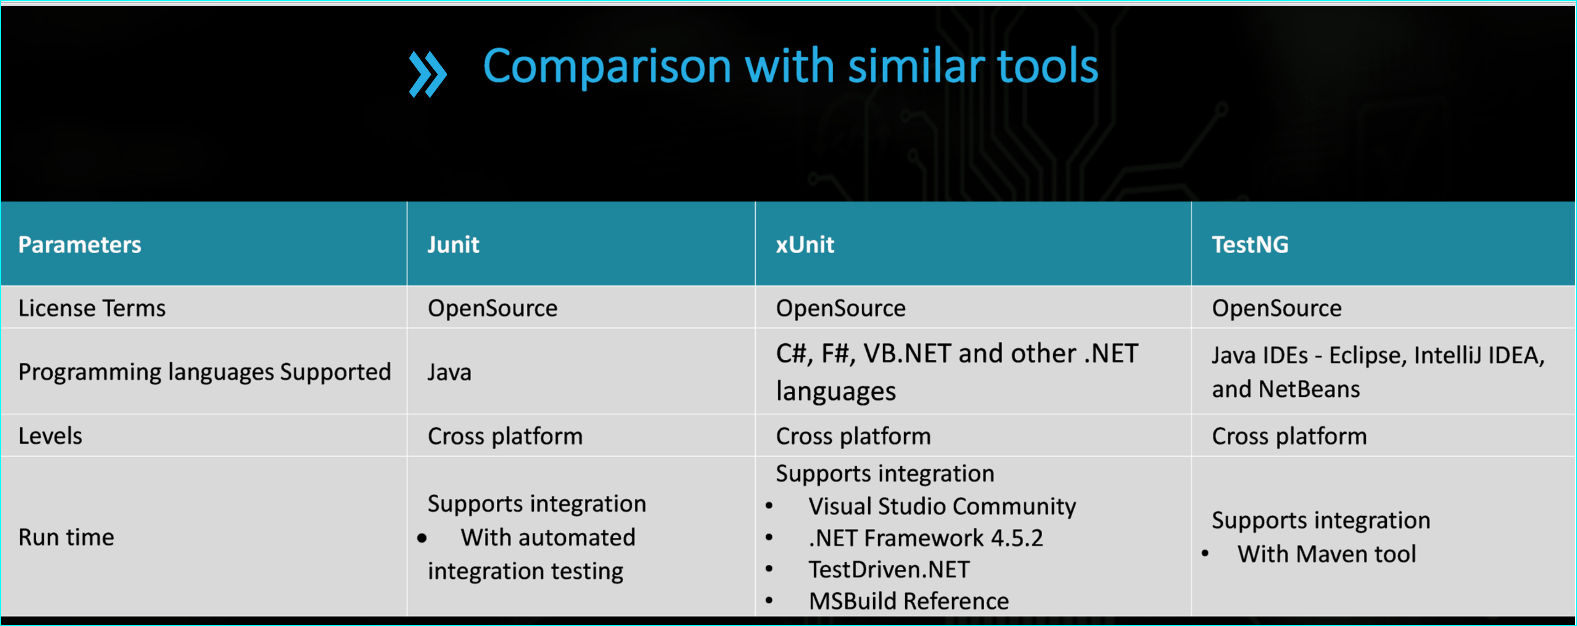 Comparison with similar tools
Parameters
Junit
xUnit
TestNG
License Terms
OpenSource
OpenSource
OpenSource
Programming languages Supported
Java
C#, F#, VB.NET and other .NET
languages
Java IDEs - Eclipse, IntelliJ IDEA,
and NetBeans
Levels
Cross platform
Cross platform
Cross platform
Run time
Supports integration
• With automated
integration testing
Supports integration
• Visual Studio Community
• .NET Framework 4.5.2
• TestDriven.NET
• MSBuild Reference
Supports integration
• With Maven tool